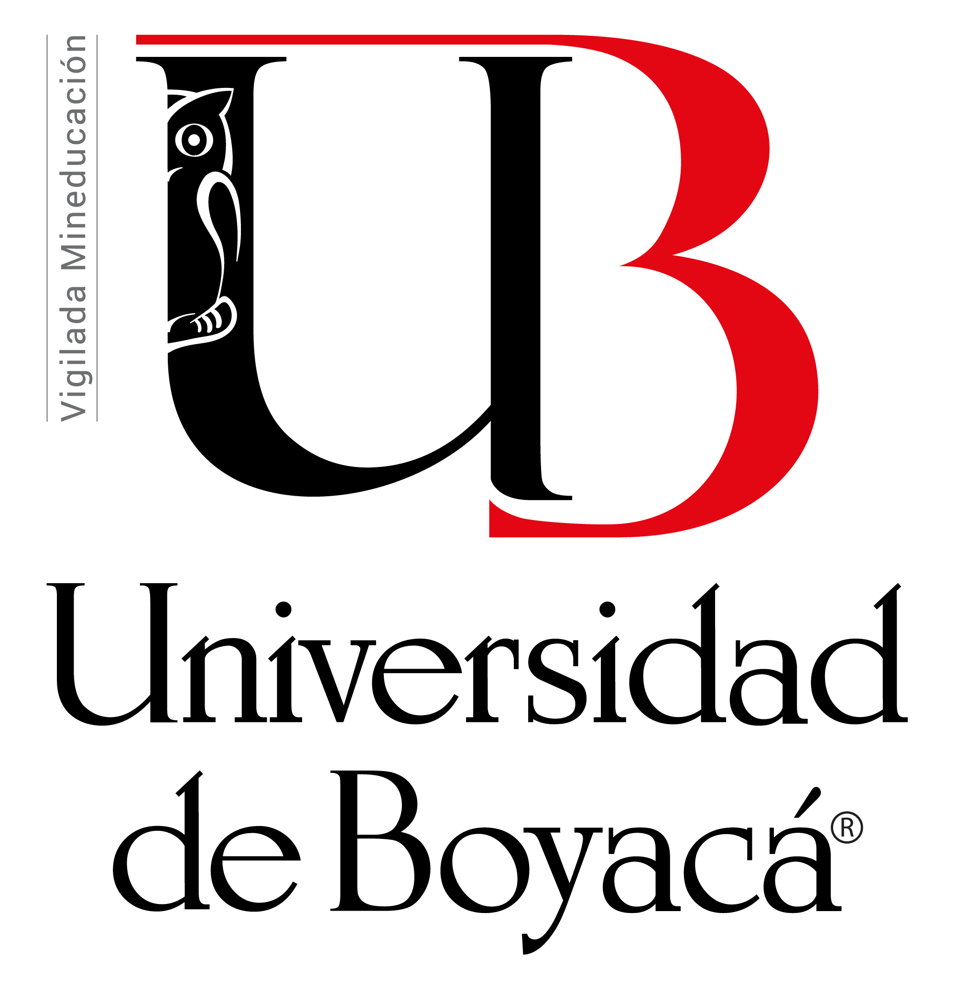 Vigilada Mineducación
UB
Universidad
de Boyacá®